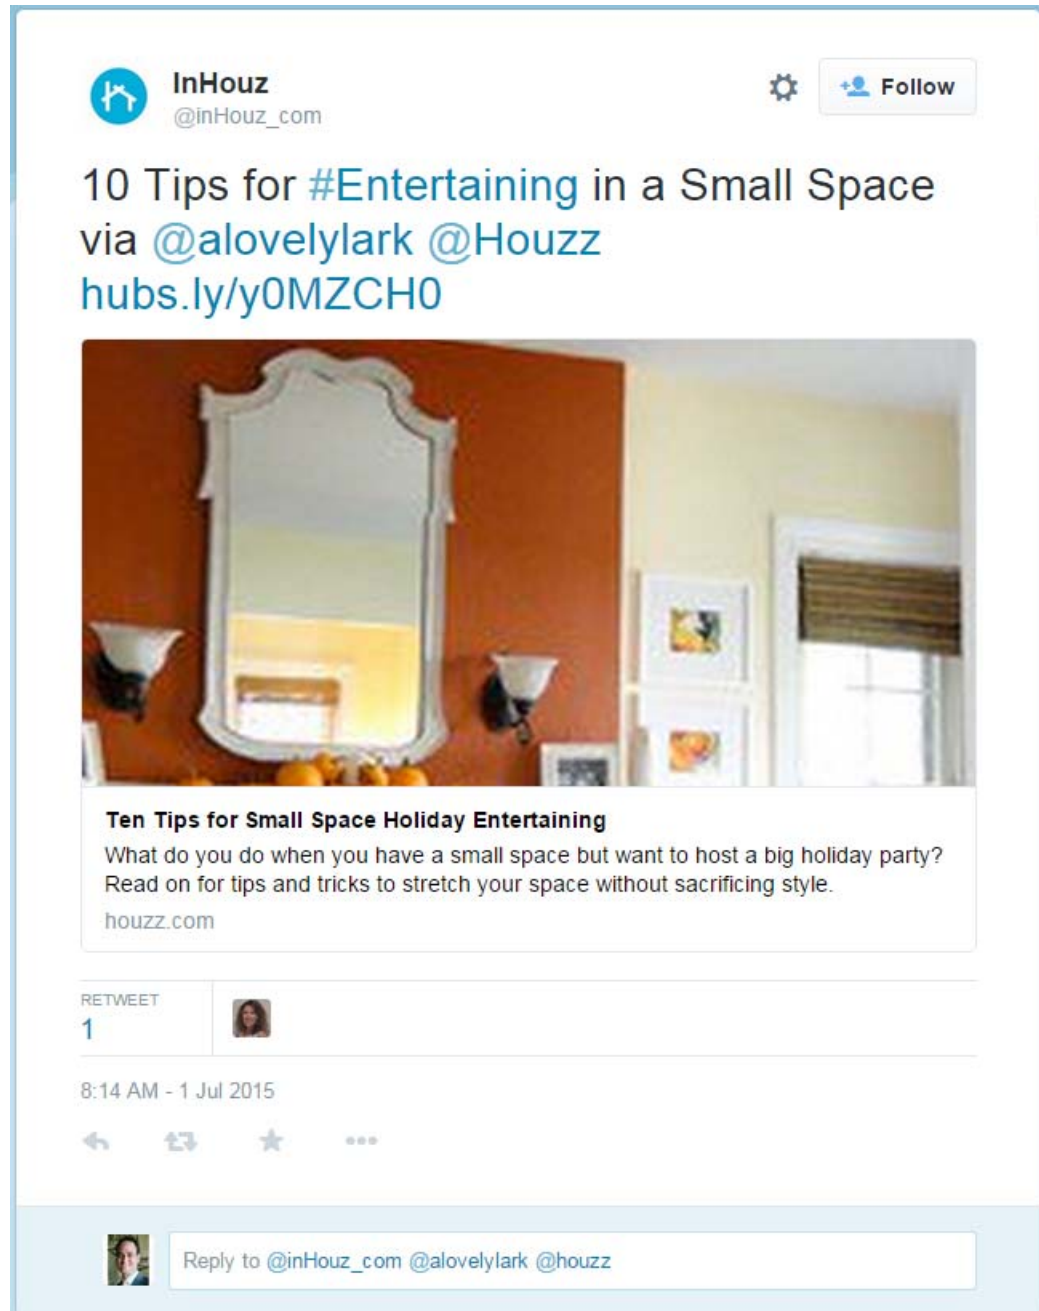 InHouz
@inHouz_com
Follow
10 Tips for #Entertaining in a Small Space
via @alovelylark @Houzz
hubs.ly/y0MZCH0
Ten Tips for Small Space Holiday Entertaining
What do you do when you have a small space but want to host a big holiday party?
Read on for tips and tricks to stretch your space without sacrificing style.
houzz.com
RETWEET
1
8:14 AM - 1 Jul 2015
Reply to @inHouz_com @alovelylark @houzz